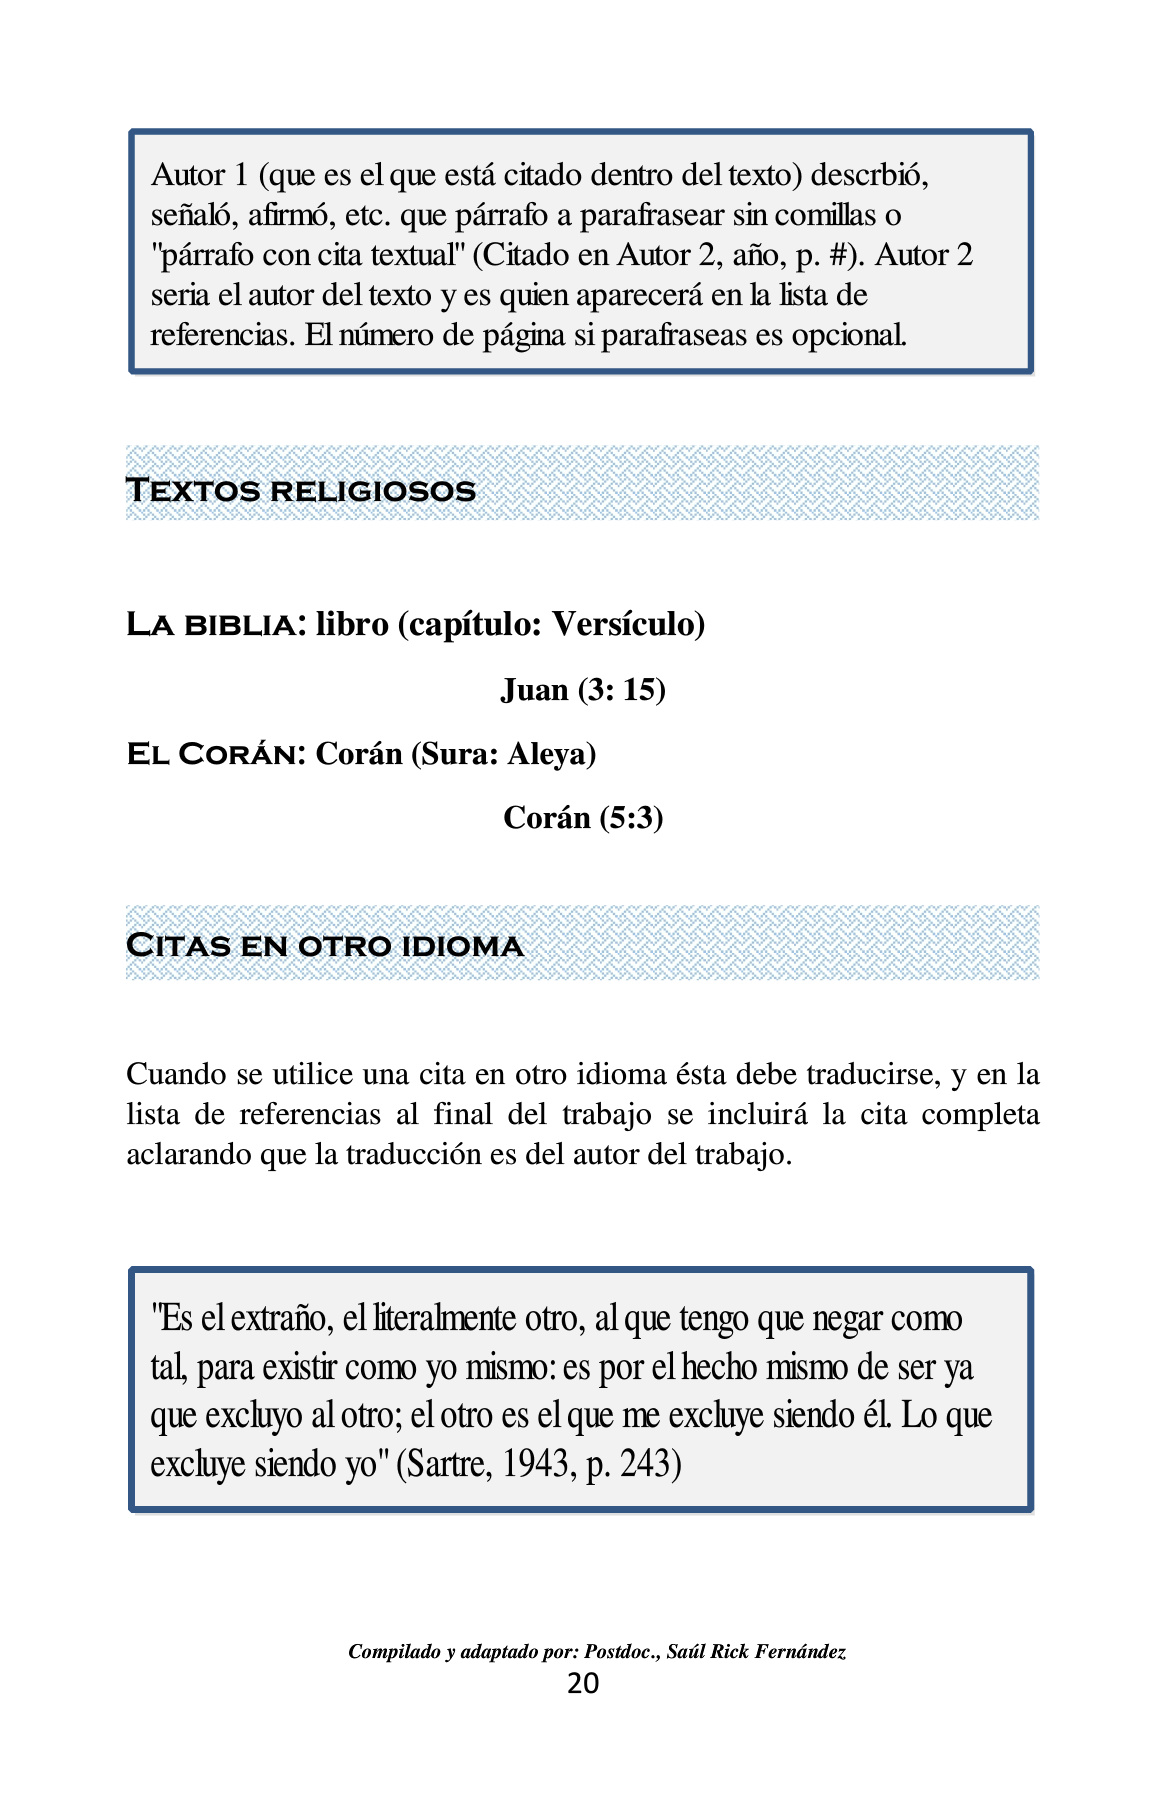 Autor 1 (que es el que está citado dentro del texto) descrbió,
señaló, afirmó, etc. que párrafo a parafrasear sin comillas o
"párrafo con cita textual" (Citado en Autor 2, año, p. #). Autor 2
seria el autor del texto y es quien aparecerá en la lista de
referencias. El número de página si parafraseas es opcional.
Textos religiosos
La biblia: libro (capítulo: Versículo)
Juan (3: 15)
El Corán: Corán (Sura: Aleya)
Corán (5:3)
Citas en otro idioma
Cuando se utilice una cita en otro idioma ésta debe traducirse, y en la
lista de referencias al final del trabajo se incluirá la cita completa
aclarando que la traducción es del autor del trabajo.
"Es el extraño, el literalmente otro, al que tengo que negar como
tal, para existir como yo mismo: es por el hecho mismo de ser ya
que excluyo al otro; el otro es el que me excluye siendo él. Lo que
excluye siendo yo" (Sartre, 1943, p. 243)
Compilado y adaptado por: Postdoc., Saúl Rick Fernández
20